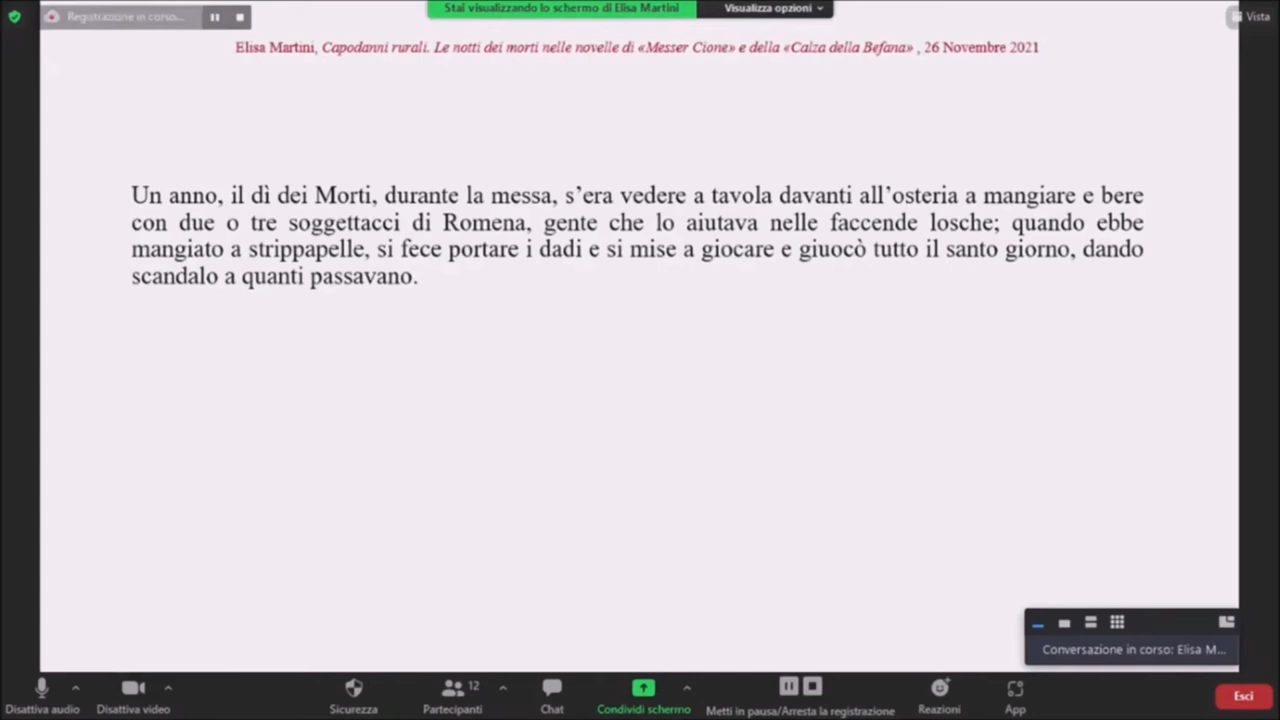 Registrazione in corso...
Stai visualizzando lo schermo di Elisa Martini
Visualizza opzioni
Vista
Elisa Martini, Capodanni rurali. Le notti dei morti nelle novelle di «Messer Cione» e della «Calza della Befana» , 26 Novembre 2021
Un anno, il dì dei Morti, durante la messa, s’era vedere a tavola davanti all’osteria a mangiare e bere
con due o tre soggettacci di Romena, gente che lo aiutava nelle faccende losche; quando ebbe
mangiato a strippapelle, si fece portare i dadi e si mise a giocare e giuocò tutto il santo giorno, dando
scandalo a quanti passavano.
Conversazione in corso: Elisa M...
Disattiva audio
Disattiva video
Sicurezza
12
Partecipanti
Chat
Condividi schermo
Metti in pausa/Arresta la registrazione
Reazioni
App
Esci